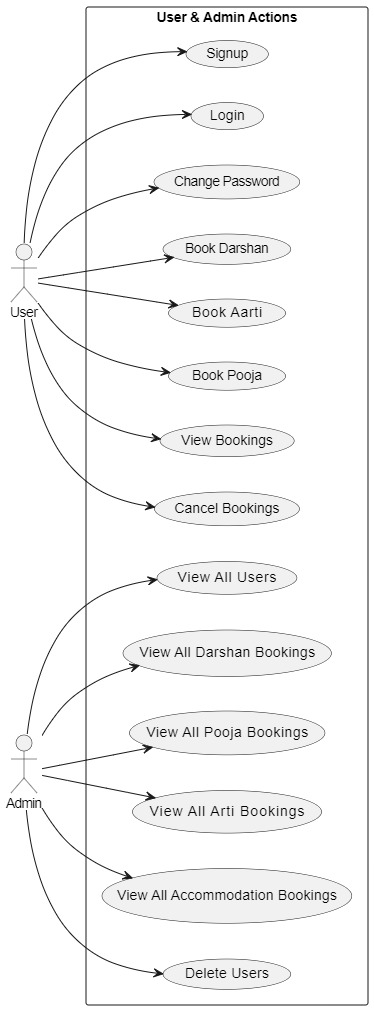 User & Admin Actions
Signup
Login
Change Password
Book Darshan
User
Book Aarti
Book Pooja
View Bookings
Cancel Bookings
View All Users
View All Darshan Bookings
View All Pooja Bookings
Admin
View All Arti Bookings
View All Accommodation Bookings
Delete Users